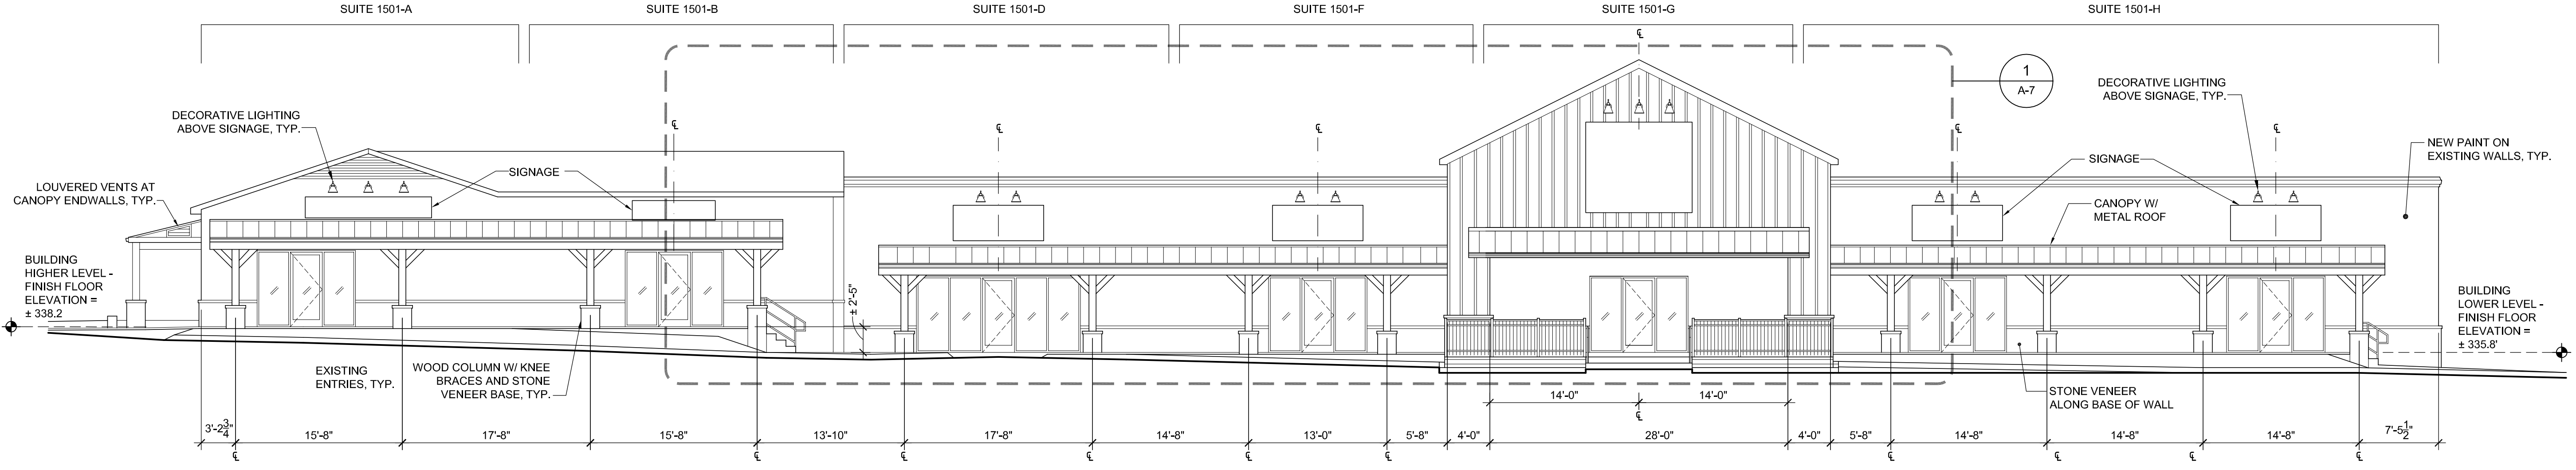 SUITE 1501-A
SUITE 1501-B
SUITE 1501-D
SUITE 1501-F
SUITE 1501-G
SUITE 1501-H
℄
1
A-7
DECORATIVE LIGHTING
ABOVE SIGNAGE, TYP.
DECORATIVE LIGHTING
ABOVE SIGNAGE, TYP.
℄
℄
℄
℄
℄
SIGNAGE
SIGNAGE
NEW PAINT ON
EXISTING WALLS, TYP.
LOUVERED VENTS AT
CANOPY ENDWALLS, TYP.
CANOPY W/
METAL ROOF
BUILDING
HIGHER LEVEL -
FINISH FLOOR
ELEVATION =
± 338.2
± 2'-5"
BUILDING
LOWER LEVEL -
FINISH FLOOR
ELEVATION =
± 335.8'
EXISTING
ENTRIES, TYP.
WOOD COLUMN W/ KNEE
BRACES AND STONE
VENEER BASE, TYP.
STONE VENEER
ALONG BASE OF WALL
14'-0"
14'-0"
℄
3'-2 3/4"
15'-8"
17'-8"
15'-8"
13'-10"
17'-8"
14'-8"
13'-0"
5'-8"
4'-0"
28'-0"
4'-0"
5'-8"
14'-8"
14'-8"
14'-8"
7'-5 1/2"
℄
℄
℄
℄
℄
℄
℄
℄
℄
℄